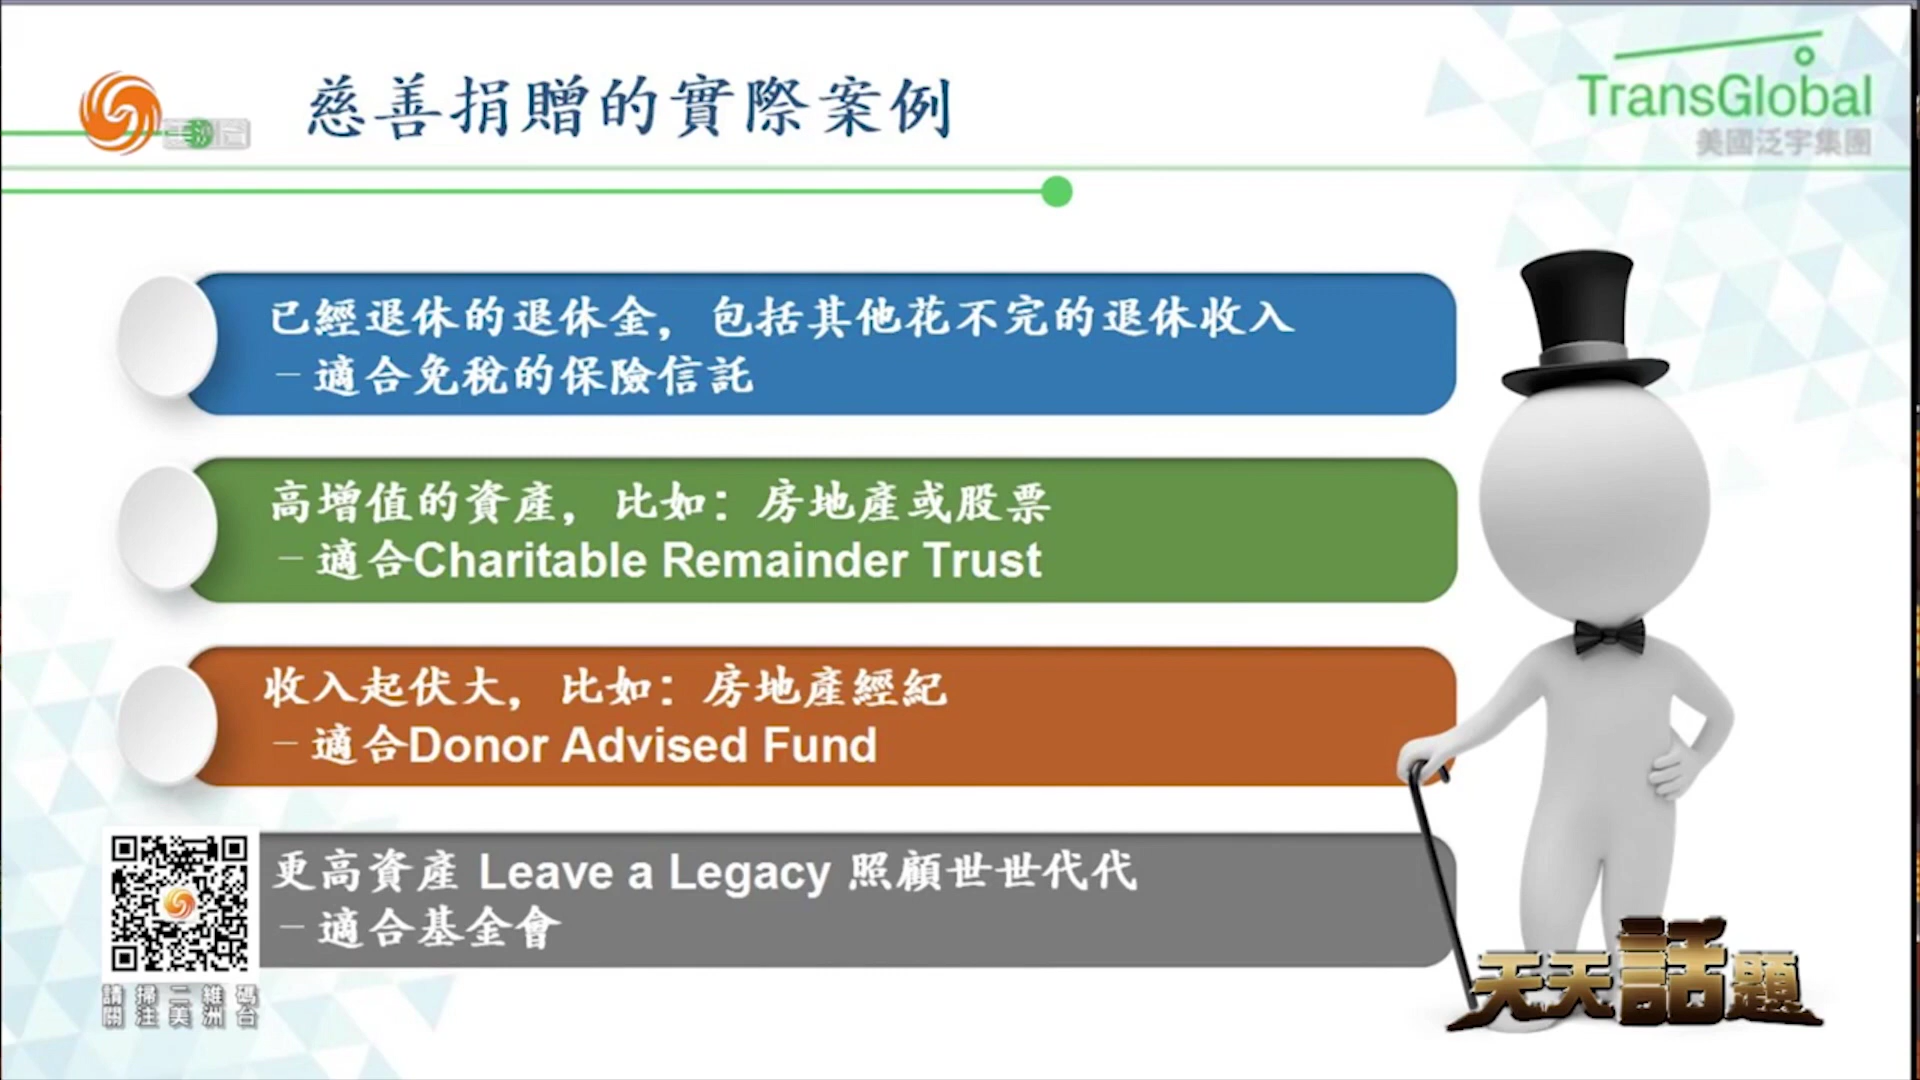 慈善捐贈的實際案例
TransGlobal
美國泛宇集團
已經退休的退休金，包括其他花不完的退休收入
– 適合免稅的保險信託
高增值的資產，比如：房地產或股票
– 適合Charitable Remainder Trust
收入起伏大，比如：房地產經紀
– 適合Donor Advised Fund
更高資產 Leave a Legacy 照顧世世代代
– 適合基金會
請掃二維碼
關注美洲台
天天話題